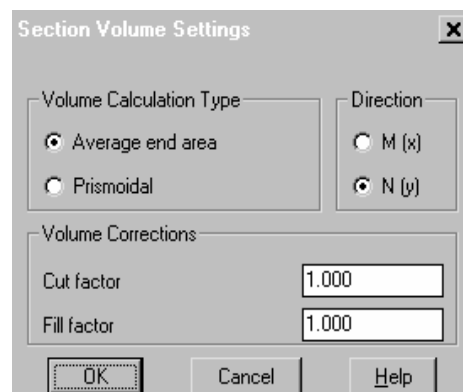 Section Volume Settings
Volume Calculation Type
Direction
Average end area
M (x)
Prismoidal
N (y)
Volume Corrections
Cut factor
1.000
Fill factor
1.000
OK
Cancel
Help